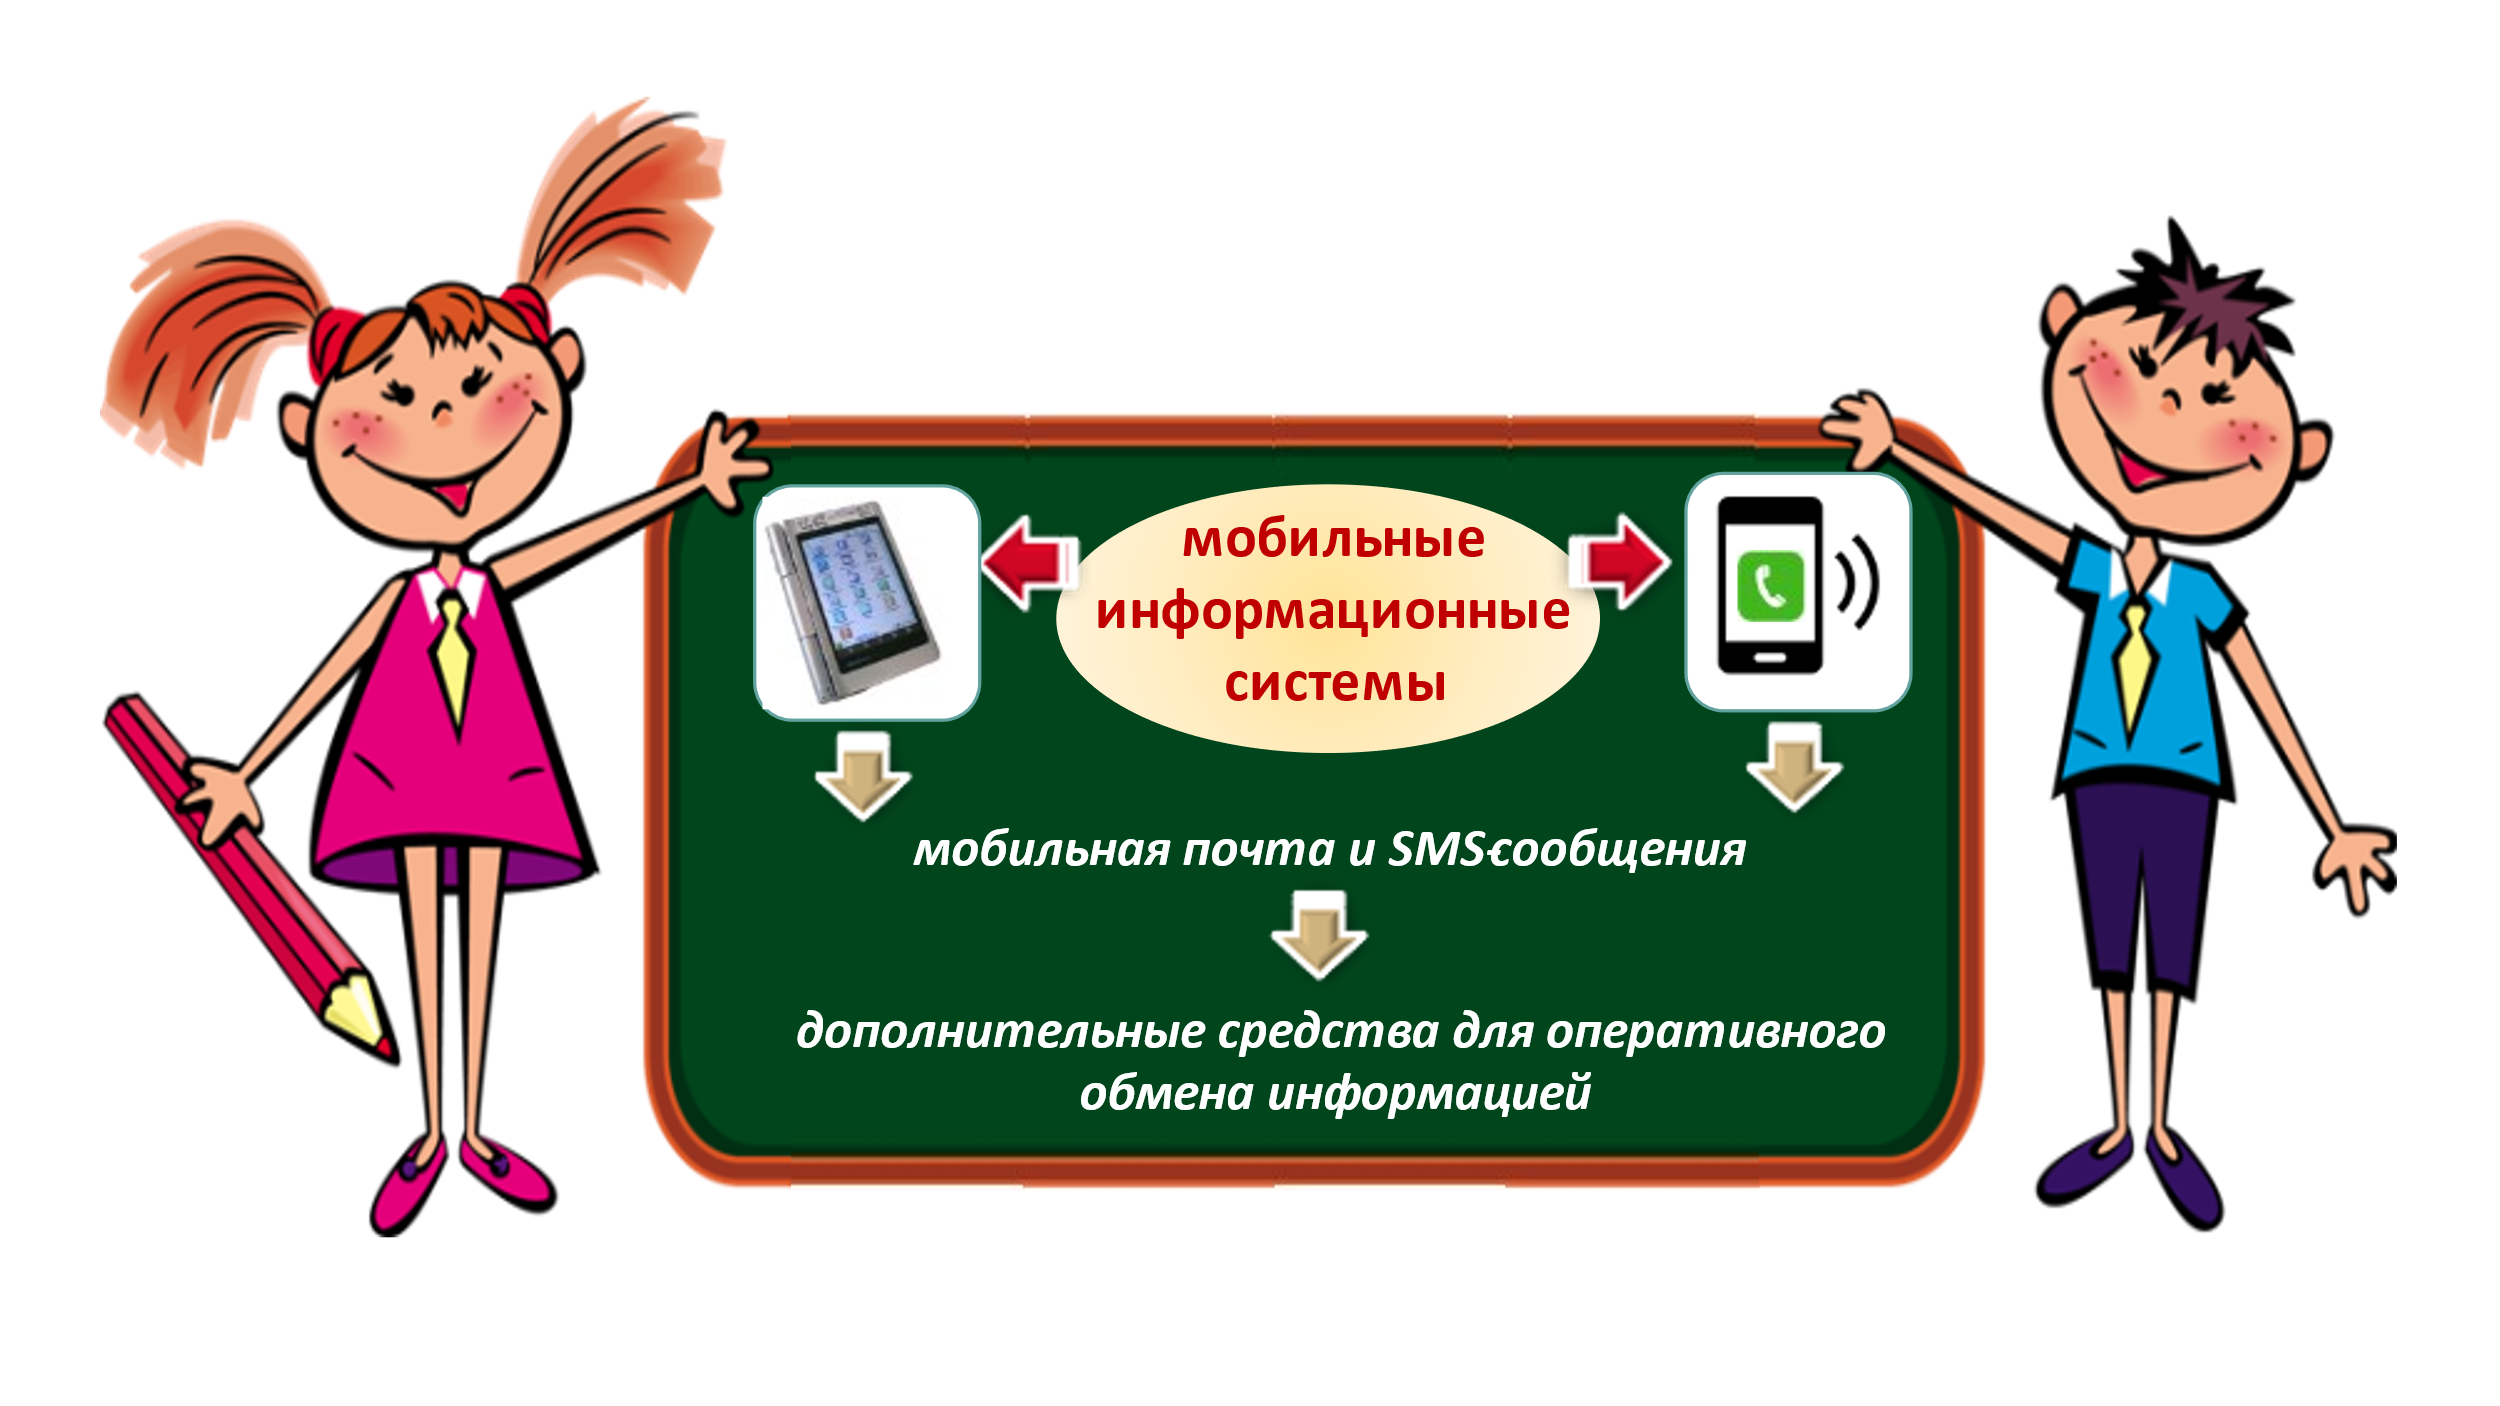 мобильные
информационные
системы
мобильная почта и SMS-сообщения
дополнительные средства для оперативного
обмена информацией